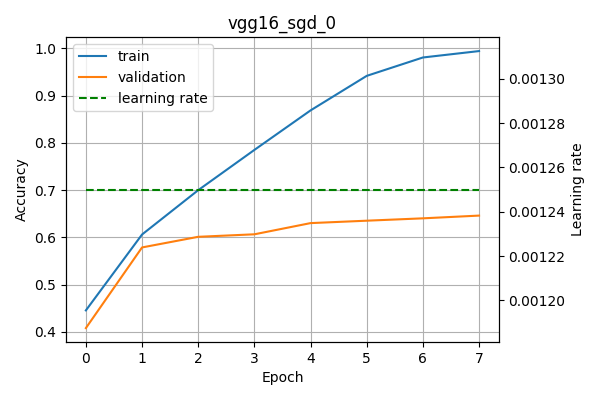 vgg16_sgd_0
train
validation
learning rate
1.0
0.9
0.8
0.7
0.6
0.5
0.4
Accuracy
0.00130
0.00128
0.00126
0.00124
0.00122
0.00120
Learning rate
0 1 2 3 4 5 6 7
Epoch